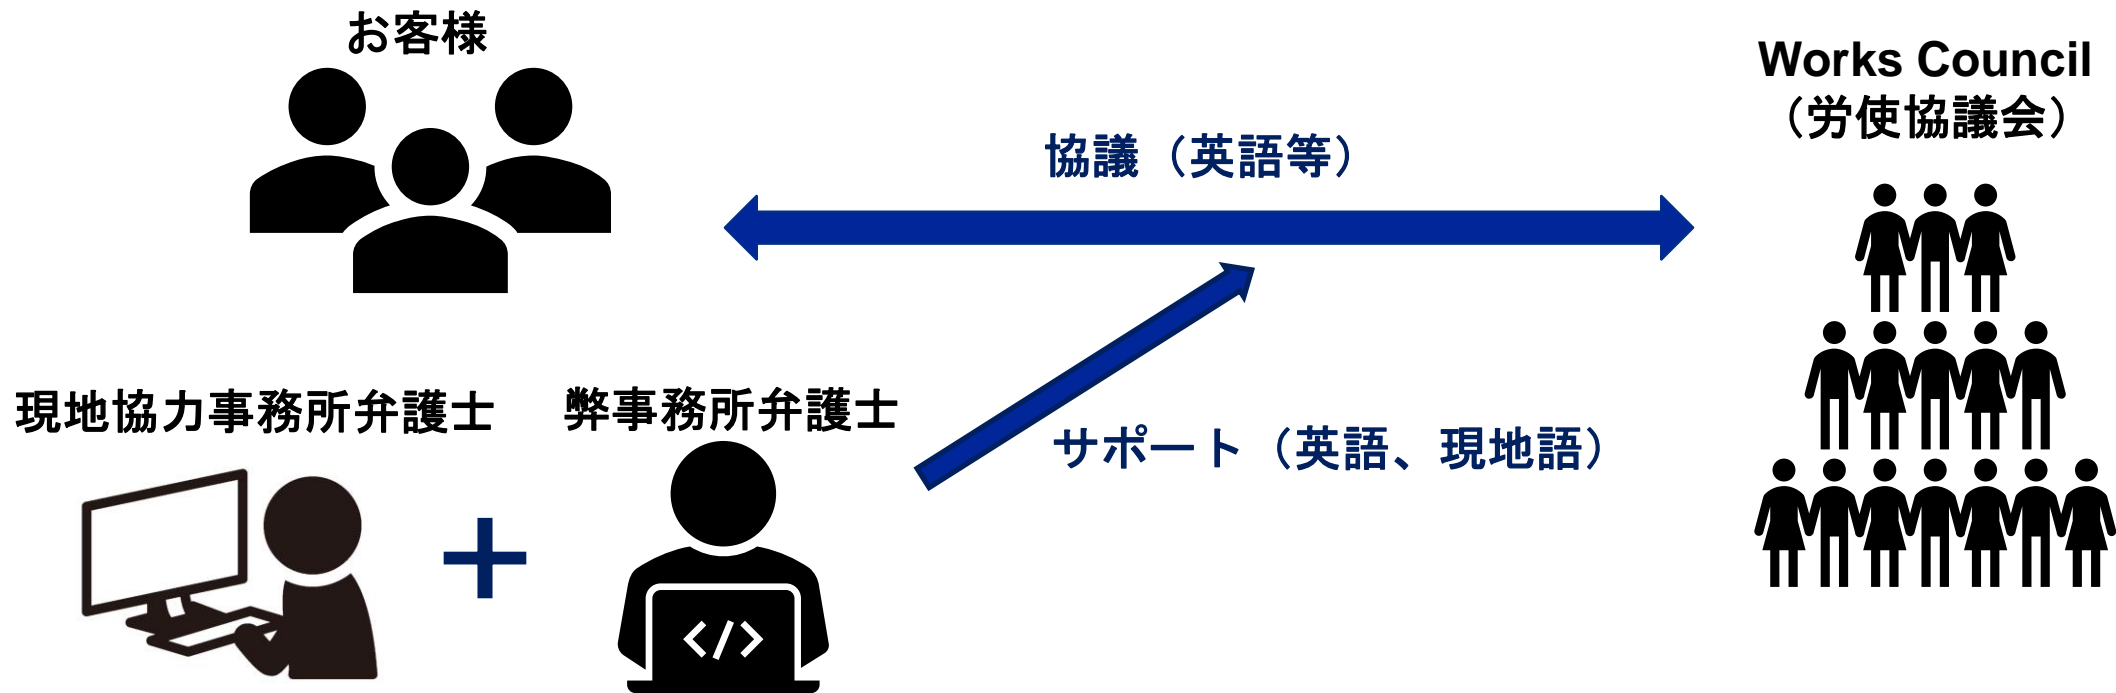 お客様
Works Council
（労使協議会）
協議（英語等）
現地協力事務所弁護士
弊事務所弁護士
サポート（英語、現地語）
</>